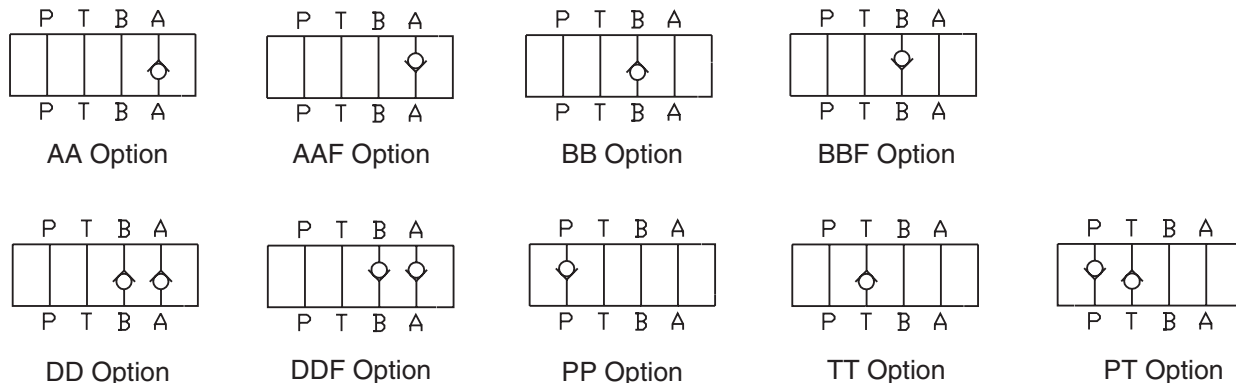 P T B A P T B A P T B A P T B A
P T B A P T B A P T B A P T B A
AA Option AAF Option BB Option BBF Option
P T B A P T B A P T B A P T B A P T B A
P T B A P T B A P T B A P T B A P T B A
DD Option DDF Option PP Option TT Option PT Option